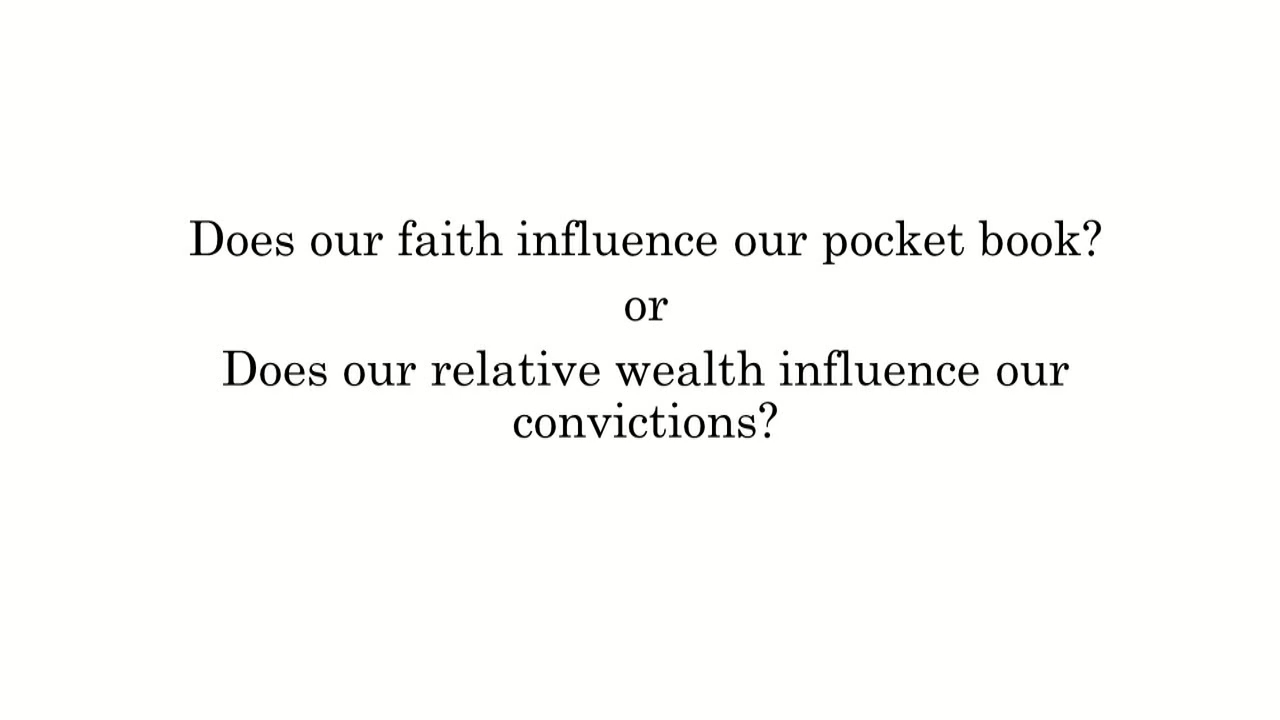 Does our faith influence our pocket book?
or
Does our relative wealth influence our
convictions?